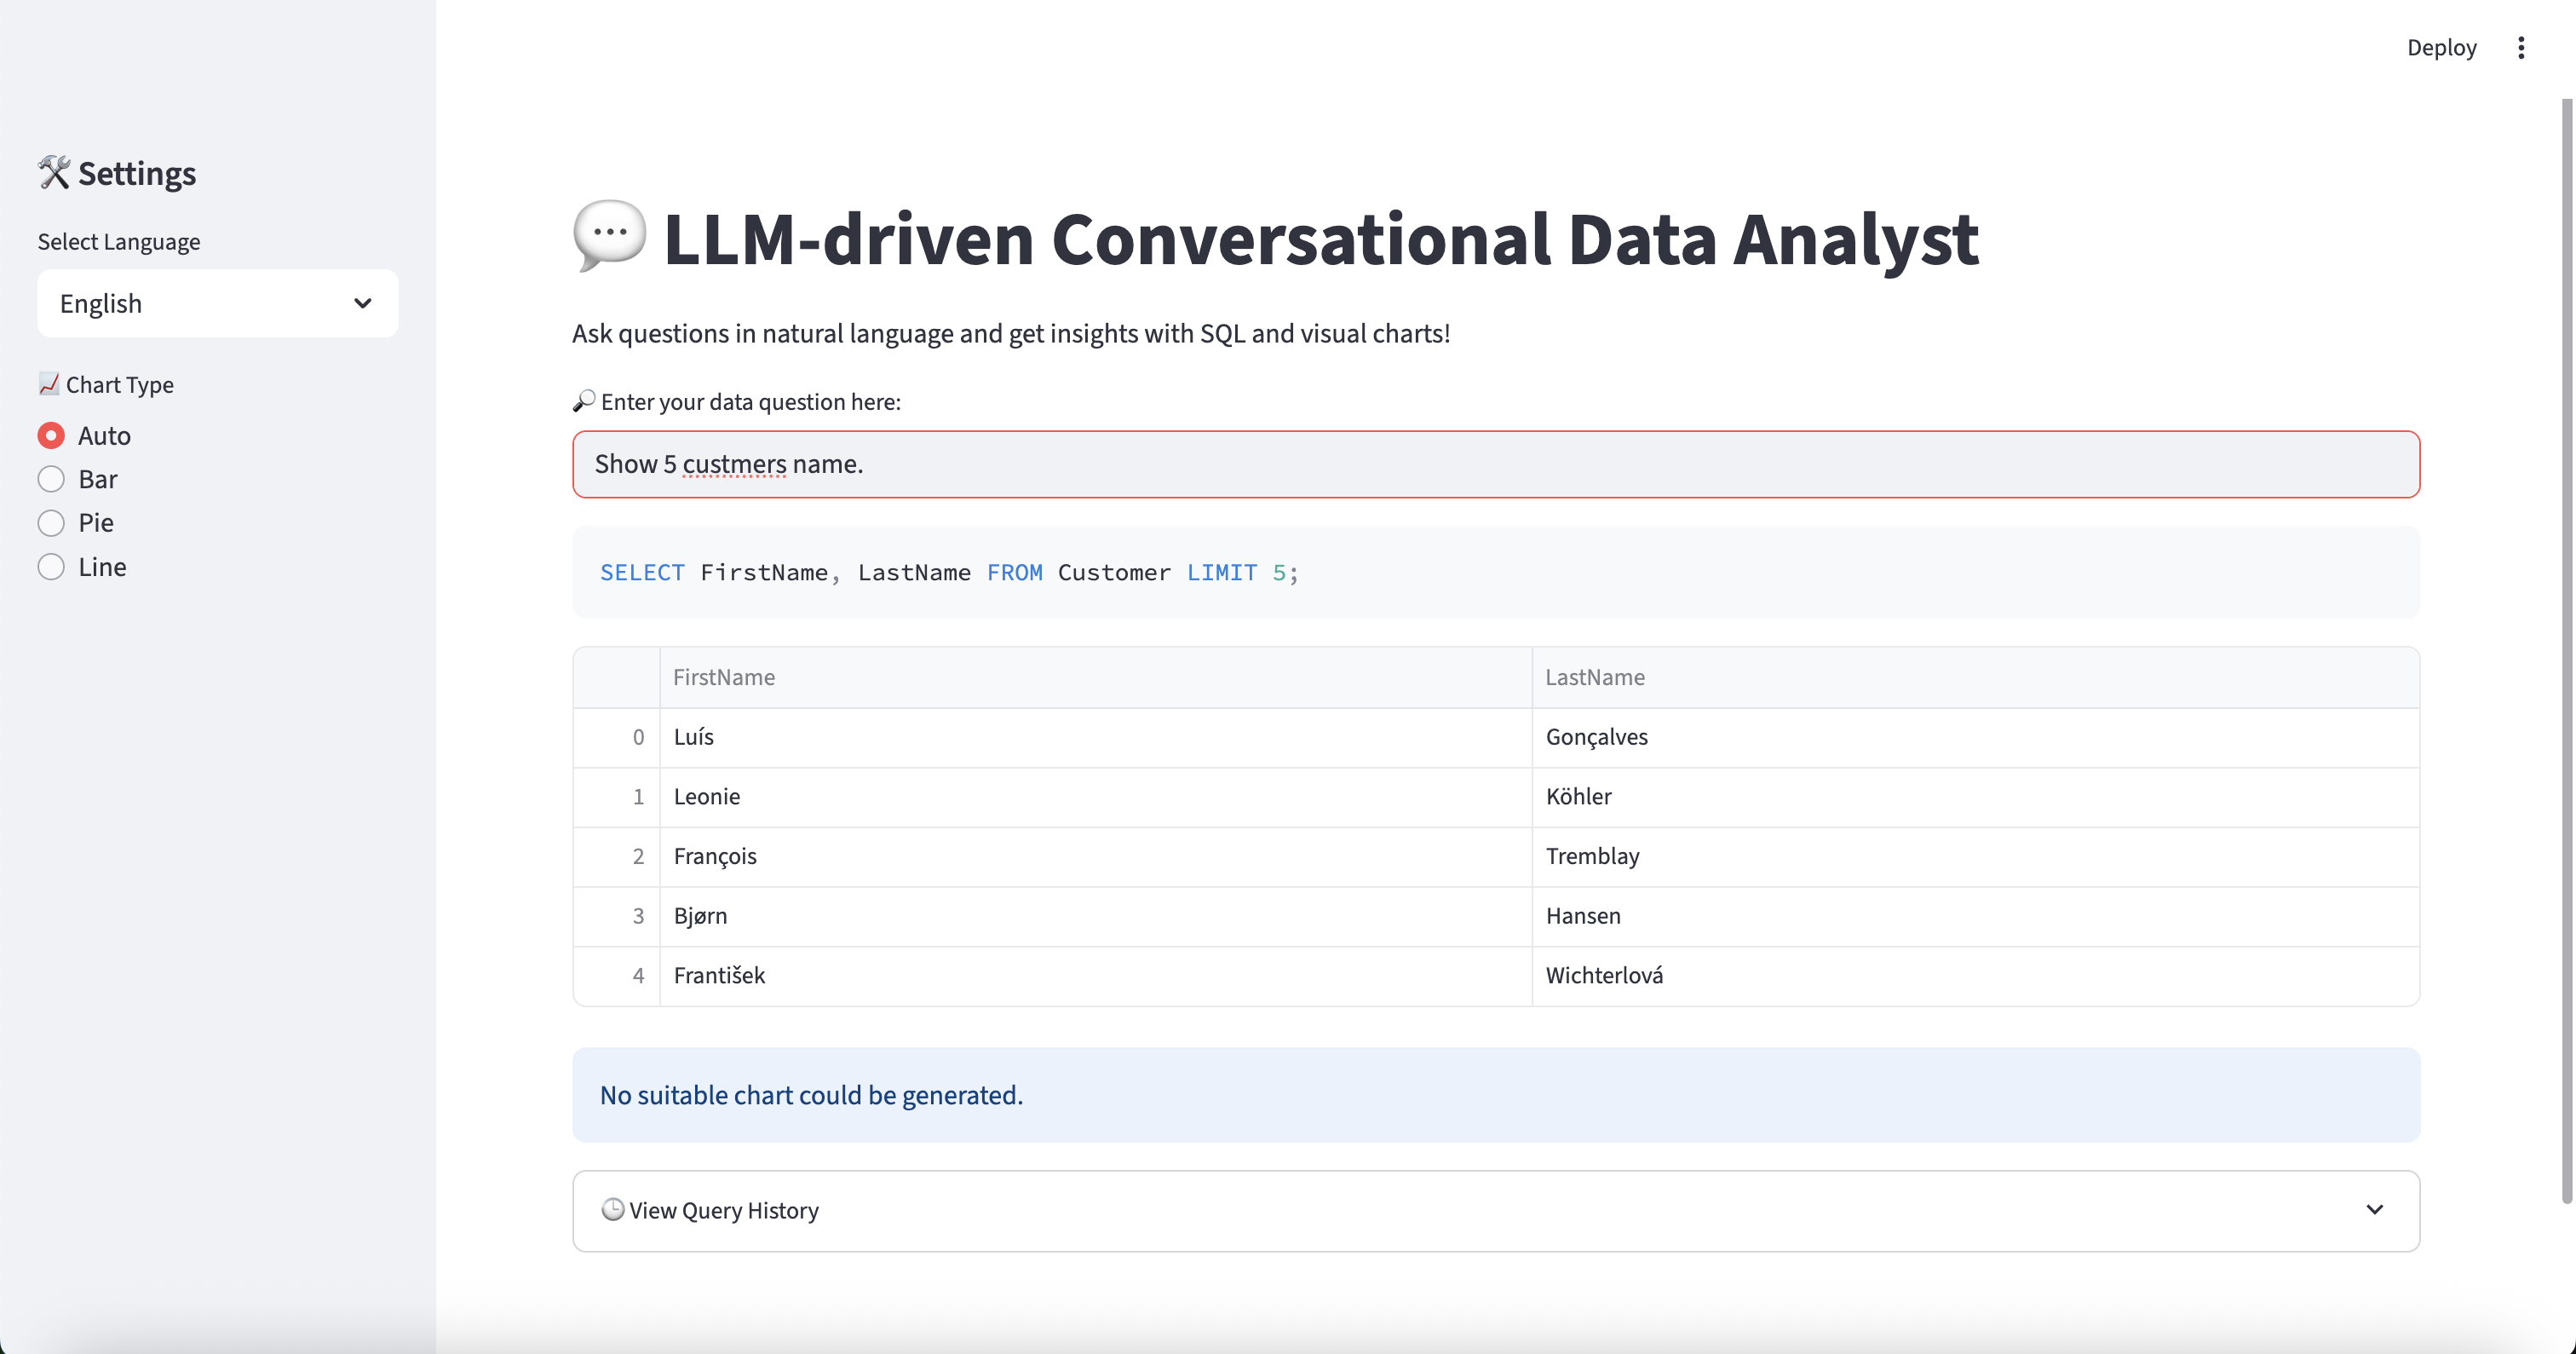 Deploy
🛠️ Settings
Select Language
English
📈 Chart Type
Auto
Bar
Pie
Line
💬 LLM-driven Conversational Data Analyst
Ask questions in natural language and get insights with SQL and visual charts!
🔎 Enter your data question here:
Show 5 custmers name.
SELECT FirstName, LastName FROM Customer LIMIT 5;
FirstName LastName
0 Luís Gonçalves
1 Leonie Köhler
2 François Tremblay
3 Bjørn Hansen
4 František Wichterlová
No suitable chart could be generated.
🕒 View Query History